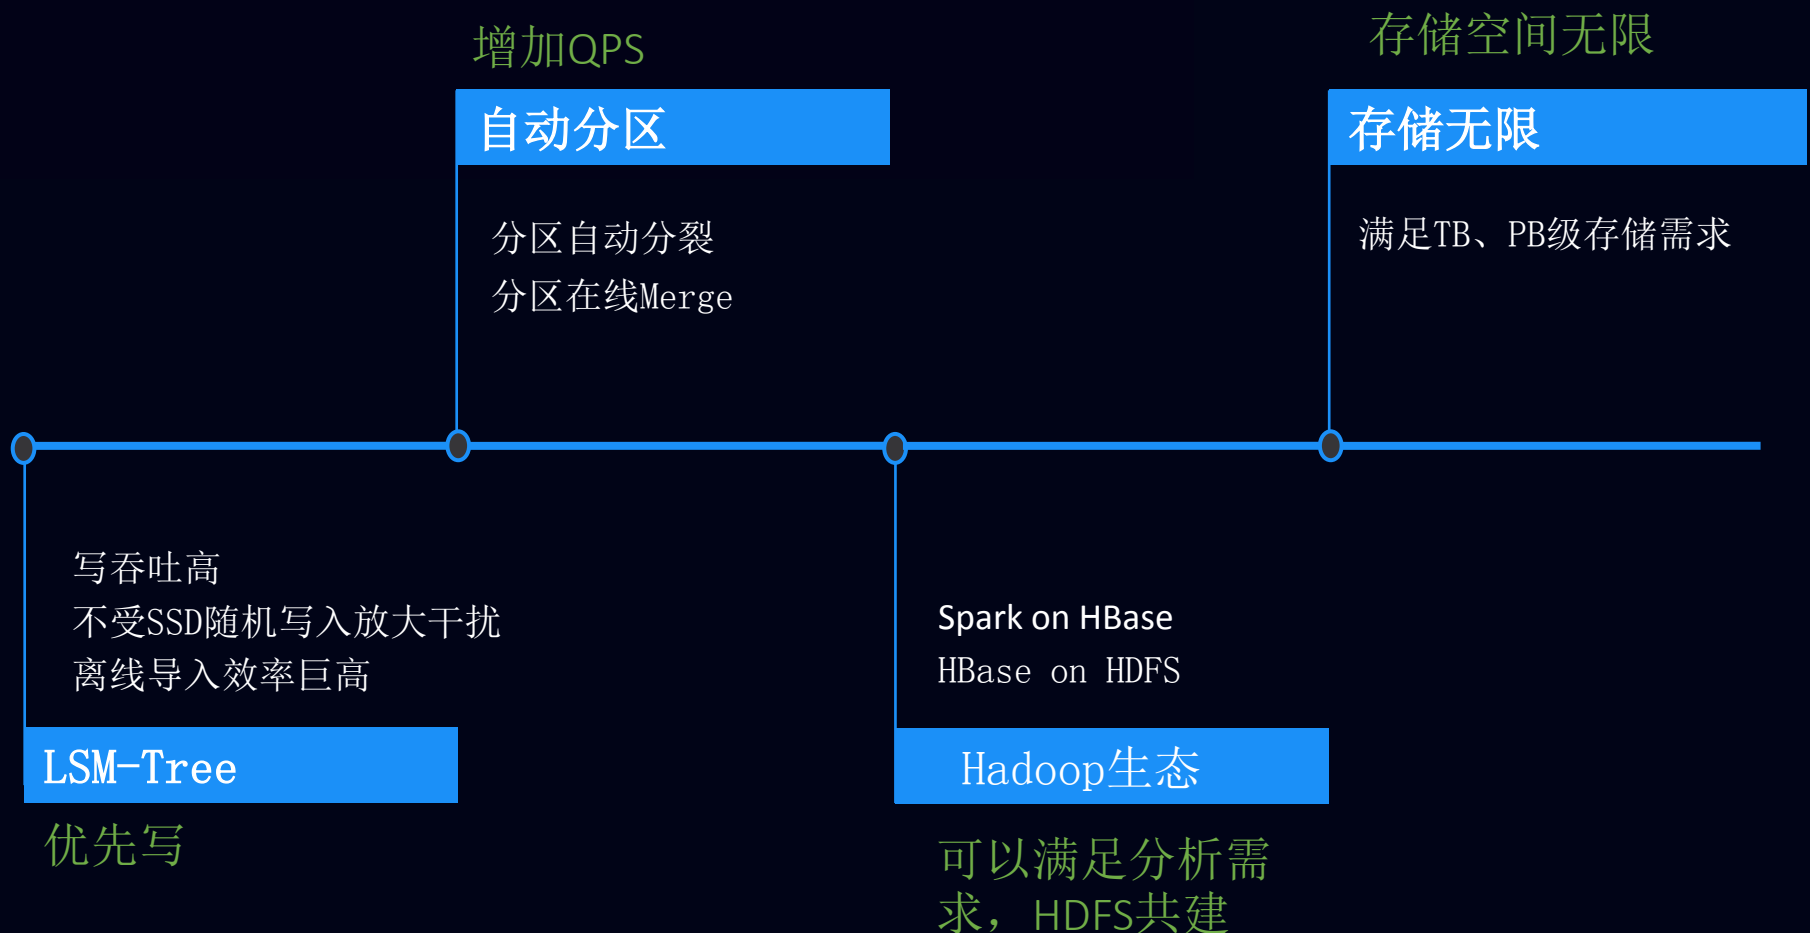 增加QPS
自动分区
分区自动分裂
分区在线Merge
存储空间无限
存储无限
满足TB、PB级存储需求
写吞吐高
不受SSD随机写入放大干扰
离线导入效率巨高
LSM-Tree
优先写
Spark on HBase
HBase on HDFS
Hadoop生态
可以满足分析需
求，HDFS共建